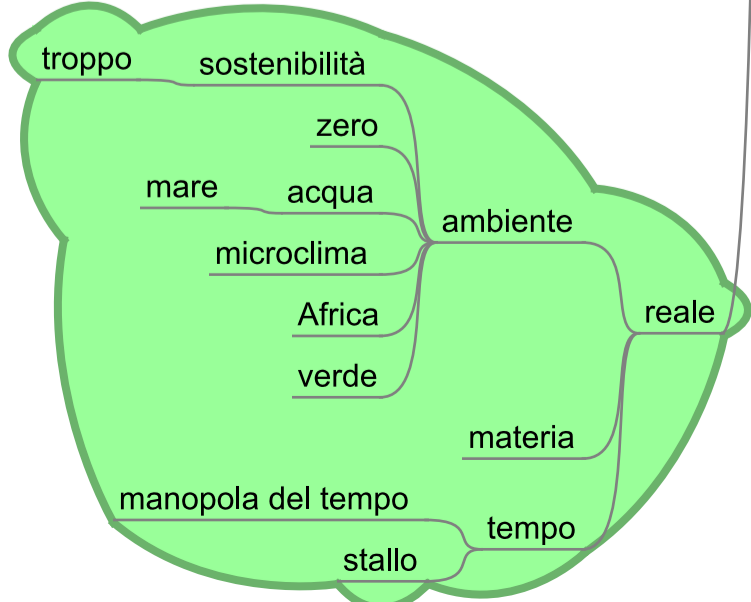 troppo
sostenibilità
zero
mare
acqua
ambiente
microclima
Africa
reale
verde
materia
manopola del tempo
tempo
stallo